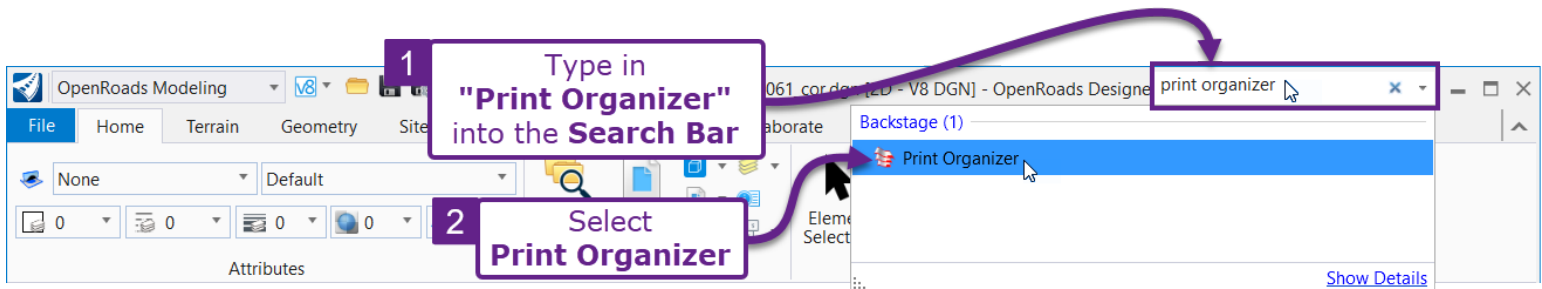 1
Type in
"Print Organizer"
into the Search Bar
OpenRoads Modeling
V8
061_cor.dgn [2D - V8 DGN] - OpenRoads Designe
print organizer
File
Home
Terrain
Geometry
Site
aborate
Backstage (1)
Print Organizer
None
Default
0
0
0
0
2
Select
Print Organizer
Eleme
Select
Attributes
Show Details